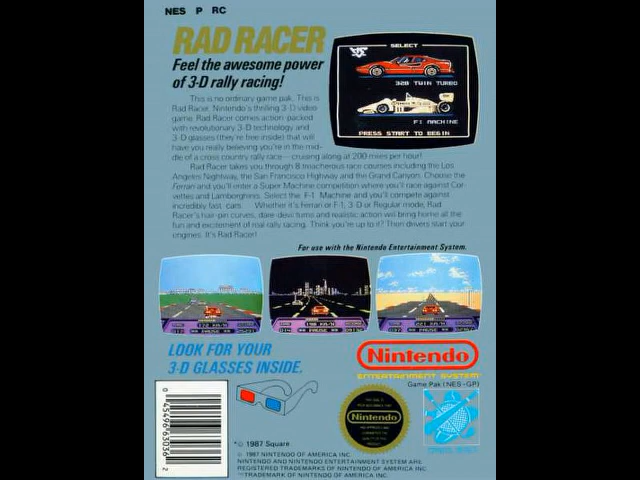 NES P RC
RAD RACER
Feel the awesome power
of 3-D rally racing!
This is no ordinary game pak. This is
Rad Racer, Nintendo's thrilling 3-D video
game. Rad Racer comes action-packed
with revolutionary 3-D technology and
3-D glasses (they're free inside) that will
have you really believing you're in the mid-
dle of a cross country rally race— cruising along at 200 miles per hour!
Rad Racer takes you through 8 treacherous race courses including the Los
Angeles Nightway, the San Francisco Highway and the Grand Canyon. Choose the
Ferrari and you'll enter a Super Machine competition where you'll race against Cor-
vettes and Lamborghinis. Select the F-1 Machine and you'll compete against
incredibly fast cars. Whether it's Ferrari or F1, 3-D or Regular mode, Rad
Racer's hair-pin curves, dare-devil turns and realistic action will bring home all the
fun and excitement of real rally racing. Think you're up to it? Then drivers start your
engines. It's Rad Racer!
SELECT
328 TWIN TURBO
F1 MACHINE
PRESS START TO BEGIN
For use with the Nintendo Entertainment System.
PAUSE
PAUSE
PAUSE
LOOK FOR YOUR
3-D GLASSES INSIDE.
Nintendo
ENTERTAINMENT SYSTEM
Game Pak (NES-GP)
Nintendo
0 45496 63036 2
© 1987 Square
© 1987 NINTENDO OF AMERICA INC.
NINTENDO AND NINTENDO ENTERTAINMENT SYSTEM ARE
REGISTERED TRADEMARKS OF NINTENDO OF AMERICA INC.
TRADEMARK OF NINTENDO OF AMERICA INC.